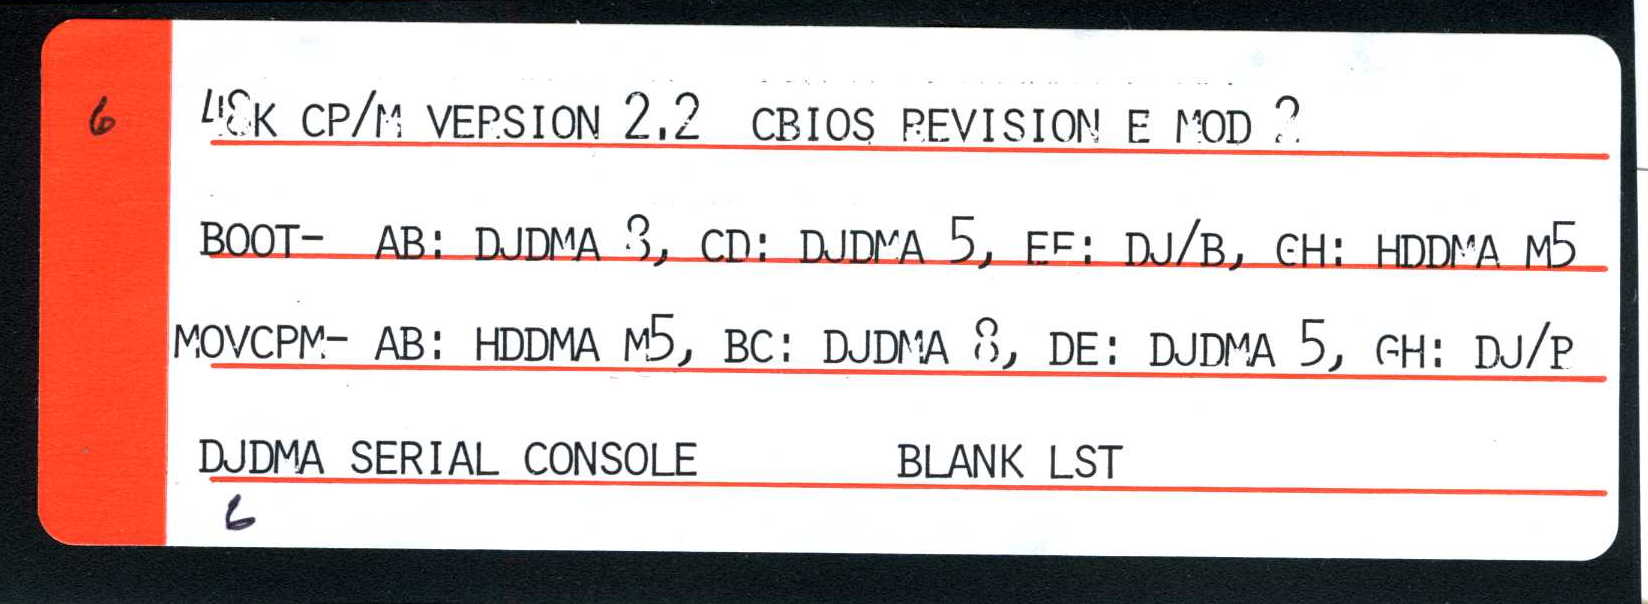 6
48K CP/M VERSION 2.2 CBIOS REVISION E MOD 2
BOOT- AB: DJDMA 8, CD: DJDMA 5, EF: DJ/B, GH: HDDMA M5
MOVCPM- AB: HDDMA M5, BC: DJDMA 8, DE: DJDMA 5, GH: DJ/B
DJDMA SERIAL CONSOLE BLANK LST
6